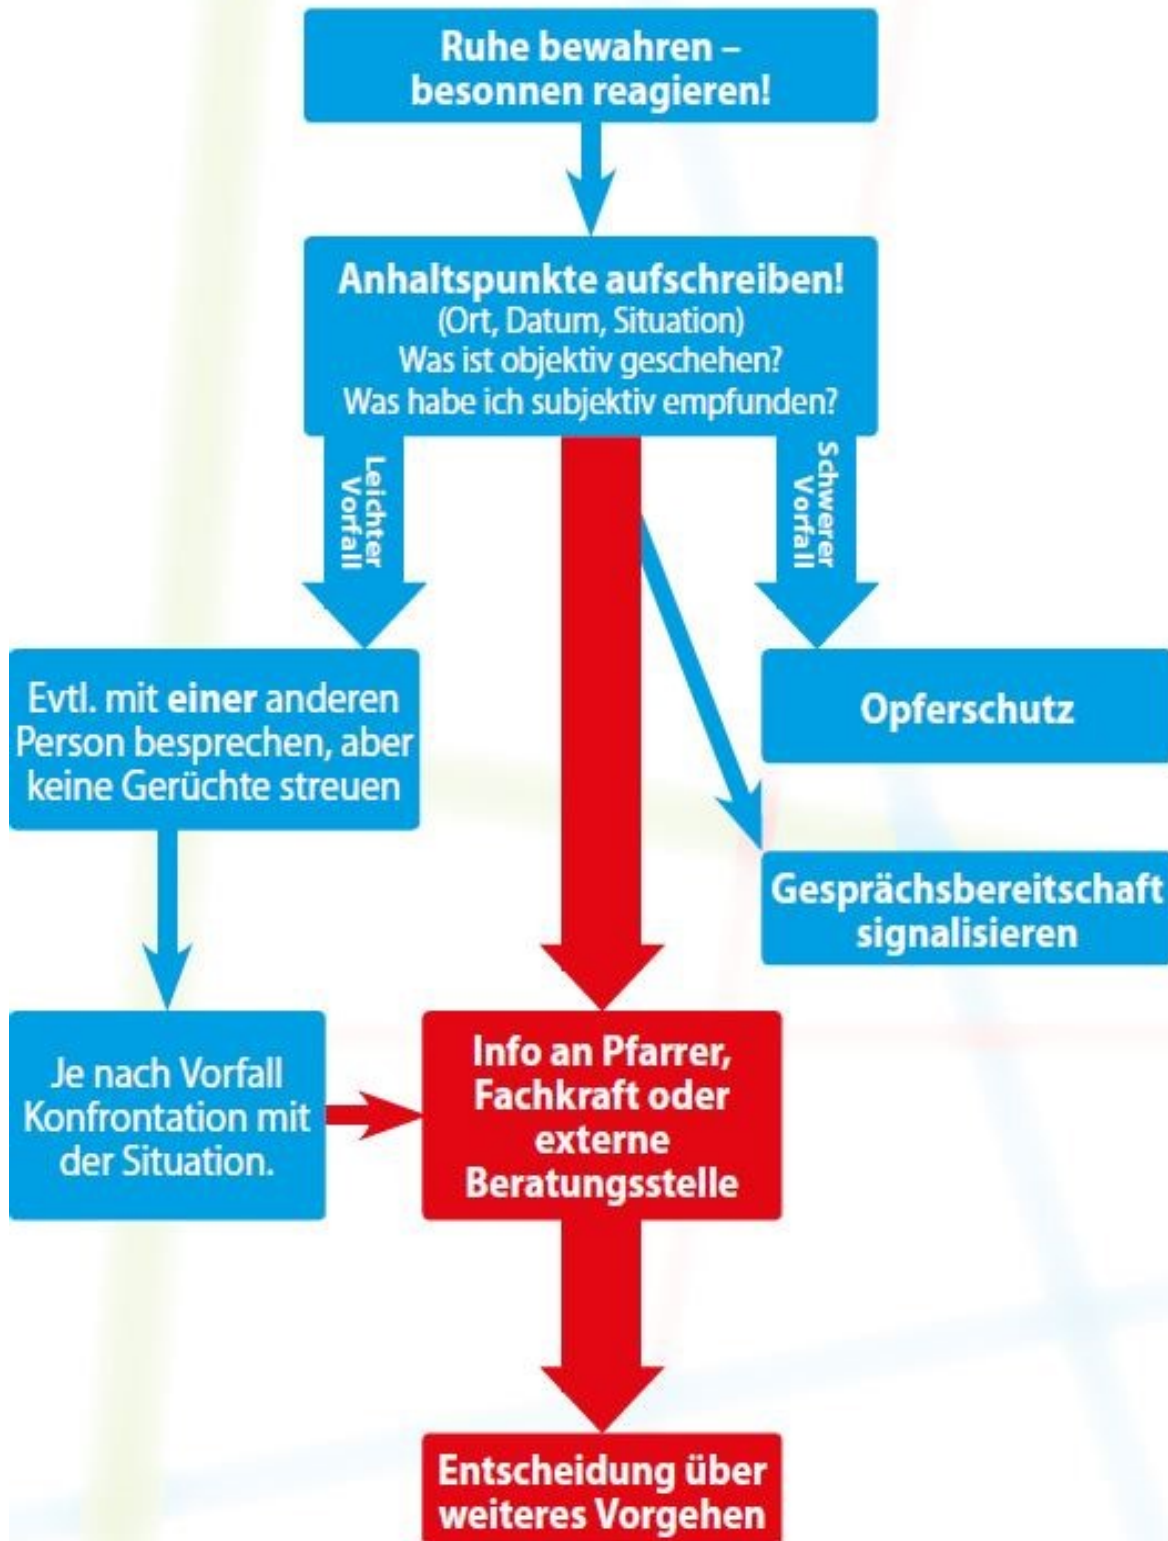 Ruhe bewahren –
besonnen reagieren!
Anhaltspunkte aufschreiben!
(Ort, Datum, Situation)
Was ist objektiv geschehen?
Was habe ich subjektiv empfunden?
Leichter
Vorfall
Schwerer
Vorfall
Evtl. mit einer anderen
Person besprechen, aber
keine Gerüchte streuen
Opferschutz
Gesprächsbereitschaft
signalisieren
Je nach Vorfall
Konfrontation mit
der Situation.
Info an Pfarrer,
Fachkraft oder
externe
Beratungsstelle
Entscheidung über
weiteres Vorgehen